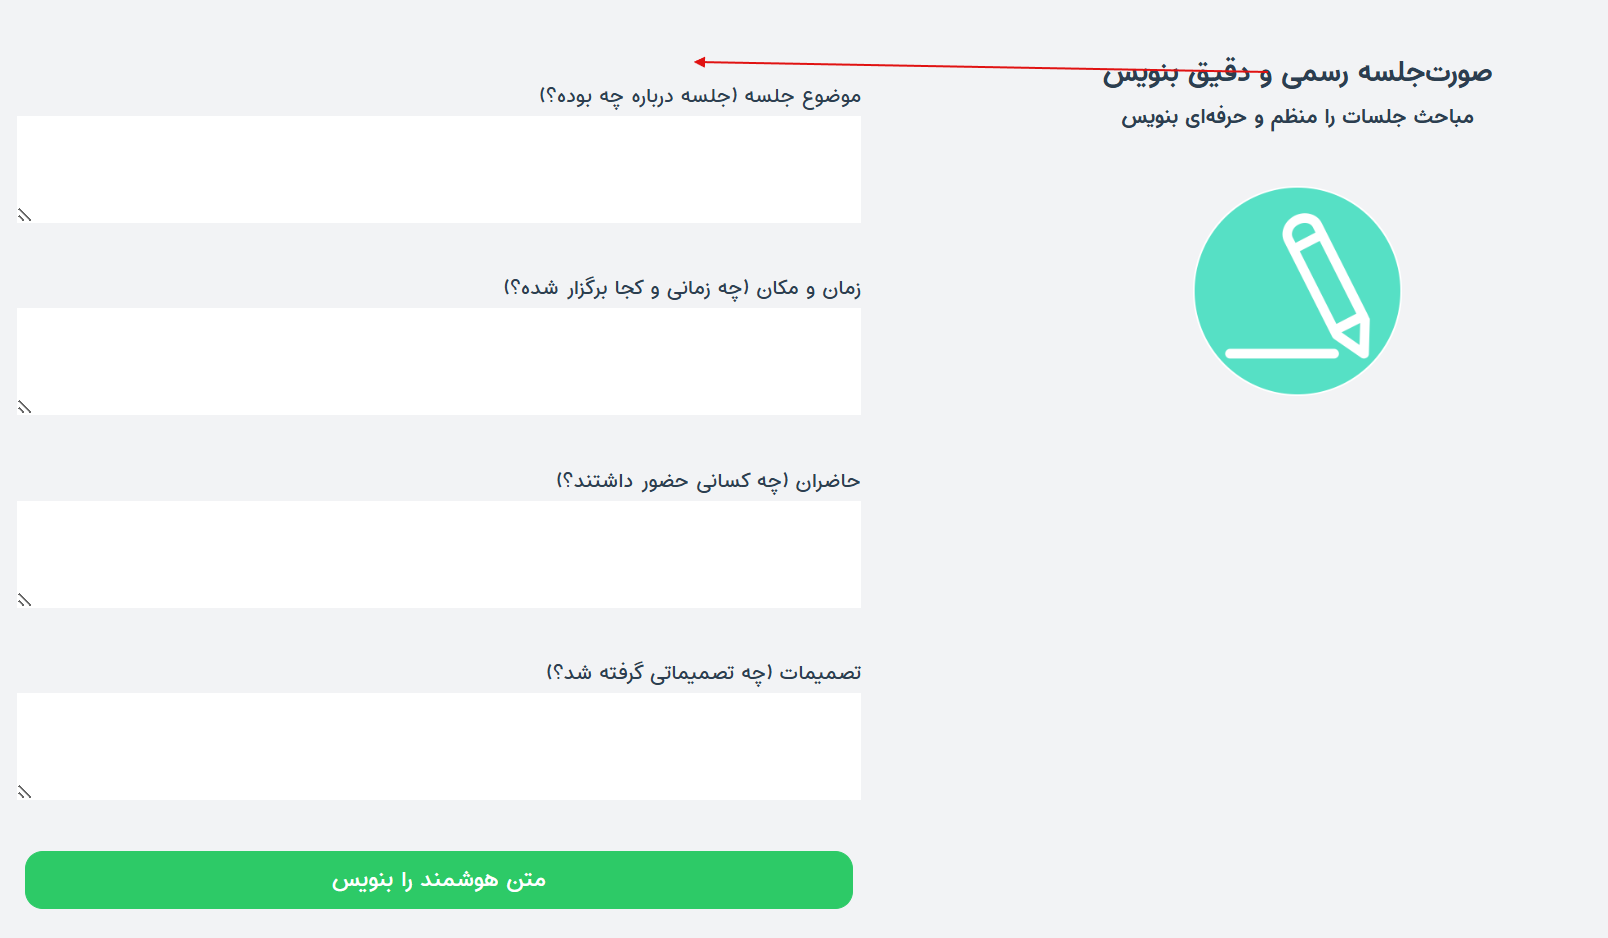 صورت‌جلسه رسمی و دقیق بنویس
مباحث جلسات را منظم و حرفه‌ای بنویس
موضوع جلسه (جلسه درباره چه بوده؟)
زمان و مکان (چه زمانی و کجا برگزار شده؟)
حاضران (چه کسانی حضور داشتند؟)
تصمیمات (چه تصمیماتی گرفته شد؟)
متن هوشمند را بنویس